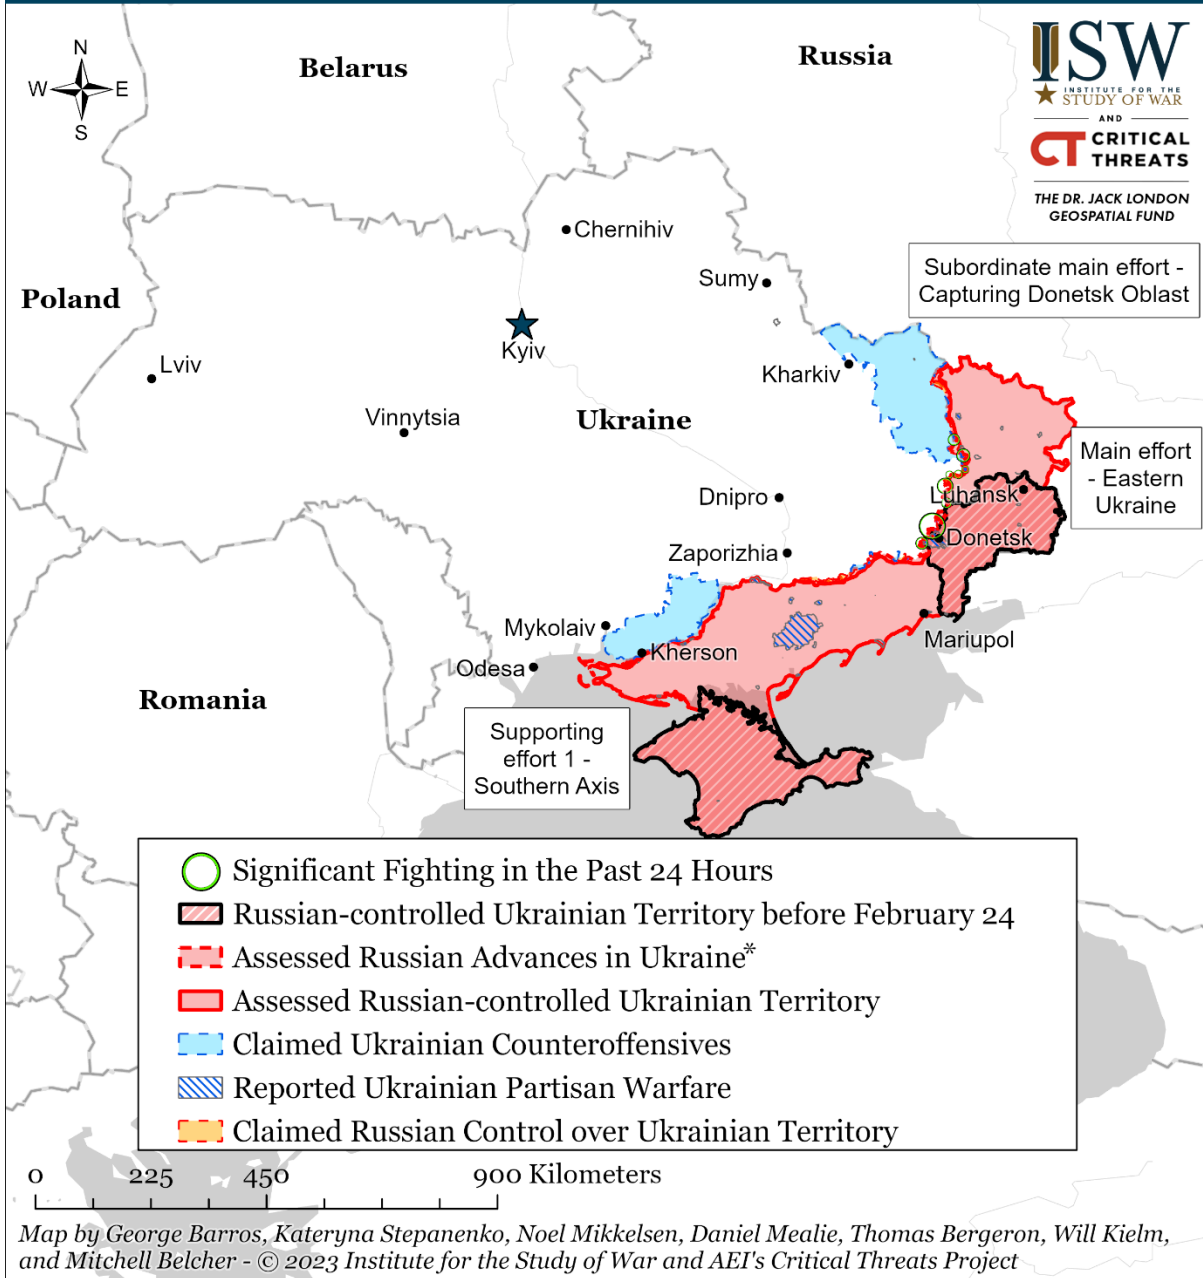 N
W E
S
Belarus
Russia
ISW
INSTITUTE FOR THE
STUDY OF WAR
AND
CT CRITICAL
THREATS
THE DR. JACK LONDON
GEOSPATIAL FUND
Chernihiv
Sumy
Subordinate main effort -
Capturing Donetsk Oblast
Poland
Kyiv
Lviv
Kharkiv
Vinnytsia
Ukraine
Main effort
- Eastern
Ukraine
Dnipro
Luhansk
Donetsk
Zaporizhia
Mykolaiv
Kherson
Mariupol
Odesa
Romania
Supporting
effort 1 -
Southern Axis
Significant Fighting in the Past 24 Hours
Russian-controlled Ukrainian Territory before February 24
Assessed Russian Advances in Ukraine*
Assessed Russian-controlled Ukrainian Territory
Claimed Ukrainian Counteroffensives
Reported Ukrainian Partisan Warfare
Claimed Russian Control over Ukrainian Territory
0 225 450 900 Kilometers
Map by George Barros, Kateryna Stepanenko, Noel Mikkelsen, Daniel Mealie, Thomas Bergeron, Will Kielm,
and Mitchell Belcher - © 2023 Institute for the Study of War and AEI's Critical Threats Project